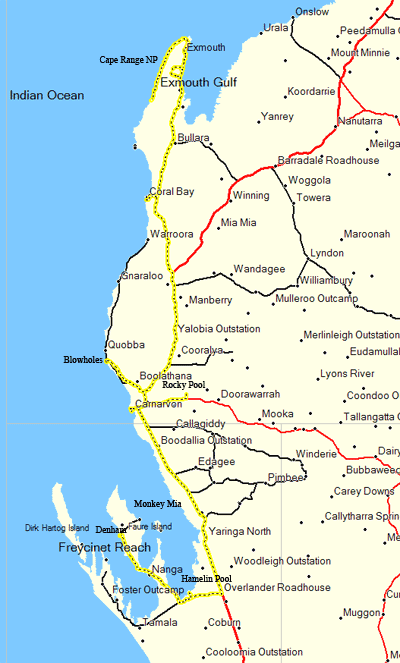 Onslow
Urala
Peedamulla
Exmouth
Cape Range NP
Mount Minnie
Exmouth Gulf
Indian Ocean
Koordarrie
Yanrey
Nanutarra
Bullara
Meilga
Barradale Roadhouse
Woggola
Coral Bay
Winning
Towera
Mia Mia
Warroora
Maroonah
Lyndon
Gnaraloo
Wandagee
Williambury
Manberry
Mulleroo Outcamp
Yalobia Outstation
Merlinleigh Outstation
Quobba
Cooralya
Eudamullah
Blowholes
Boolathana
Lyons River
Rocky Pool
Carnarvon
Doorawarrah
Coondoo O
Mooka
Tallangatta O
Callagiddy
Boodallia Outstation
Winderie
Dairy
Edagee
Bubbawee
Pimbee
Carey Downs
Monkey Mia
Callytharra Sprin
Dirk Hartog Island
Denham
Faure Island
Yaringa North
Freycinet Reach
Woodleigh Outstation
Nanga
Hamelin Pool
Foster Outcamp
Overlander Roadhouse
Cur
Muggon
Tamala
Coburn
Cooloomia Outstation
Mt